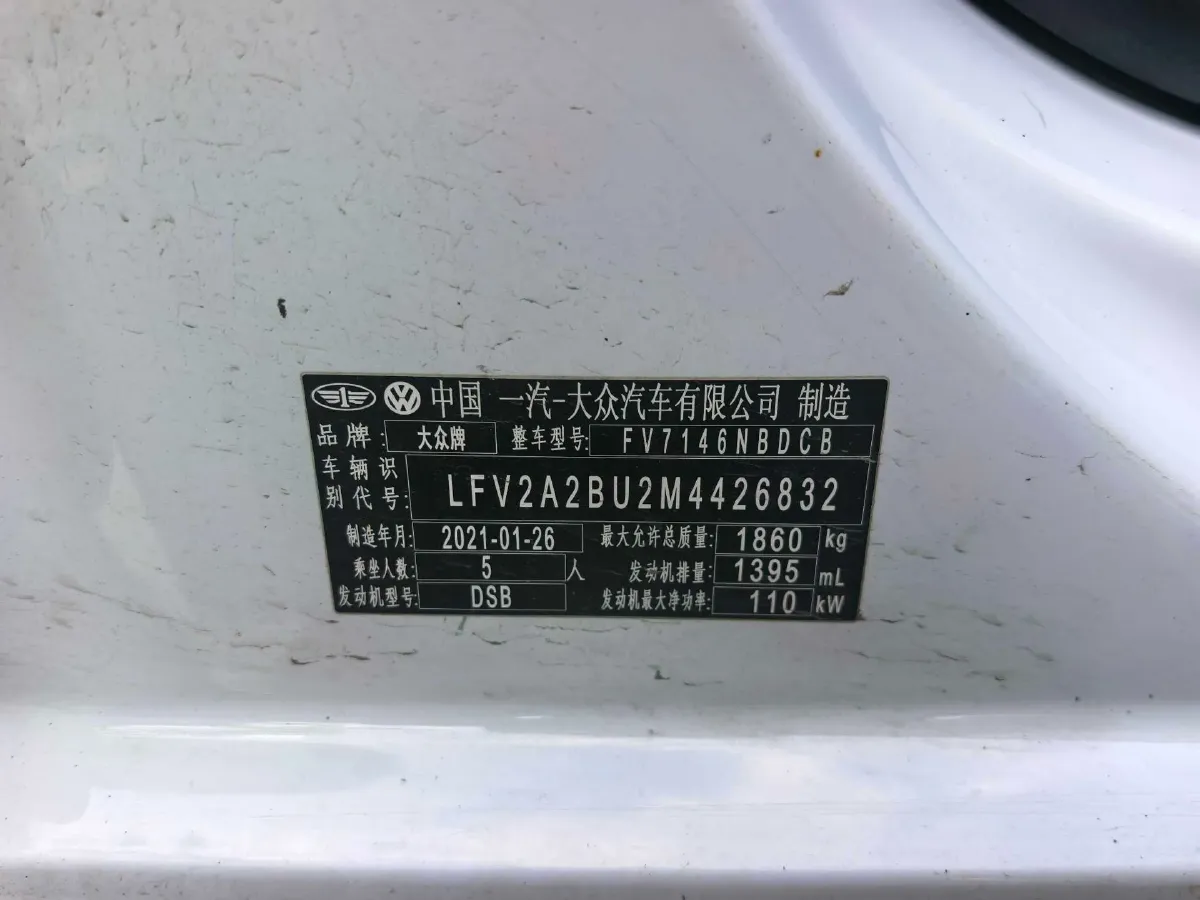 1 VW 中国 一汽-大众汽车有限公司 制造
品牌: 大众牌 整车型号: FV7146NBDCB
车辆识别代号: LFV2A2BU2M4426832
制造年月: 2021-01-26 最大允许总质量: 1860 kg
乘坐人数: 5 人 发动机排量: 1395 mL
发动机型号: DSB 发动机最大净功率: 110 kW